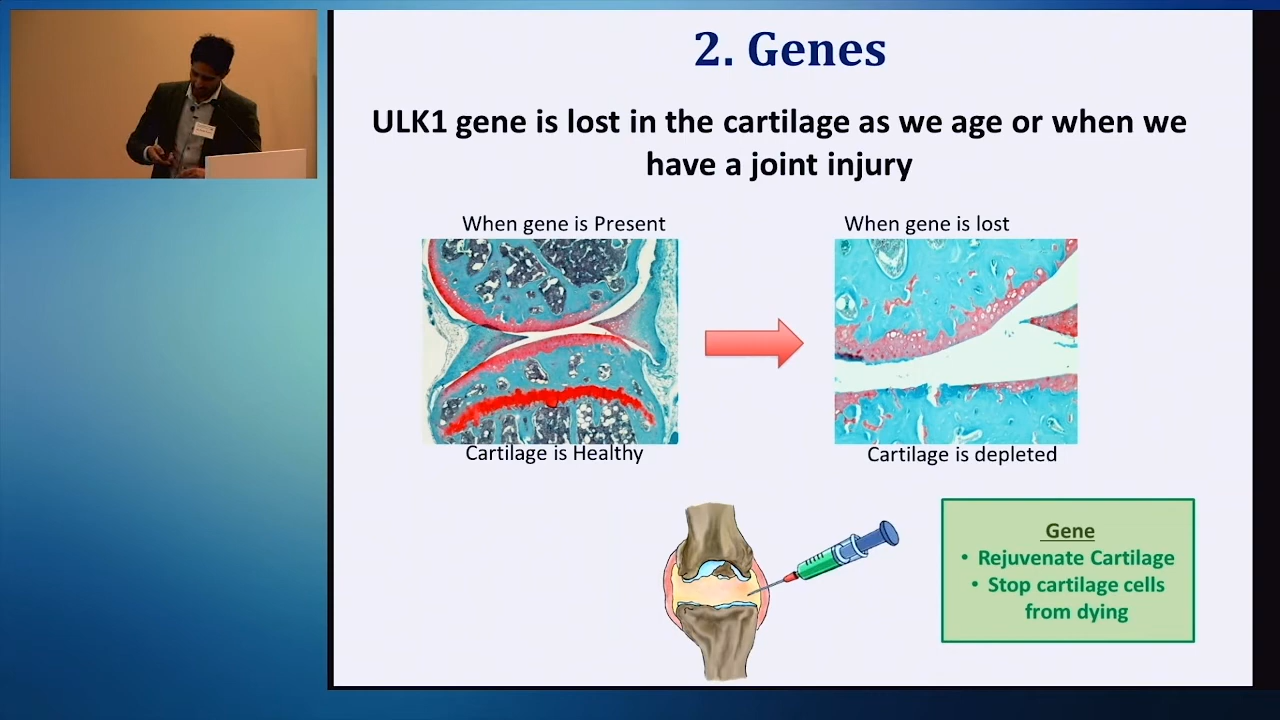 2. Genes
ULK1 gene is lost in the cartilage as we age or when we
have a joint injury
When gene is Present
When gene is lost
Cartilage is Healthy
Cartilage is depleted
Gene
• Rejuvenate Cartilage
• Stop cartilage cells
from dying